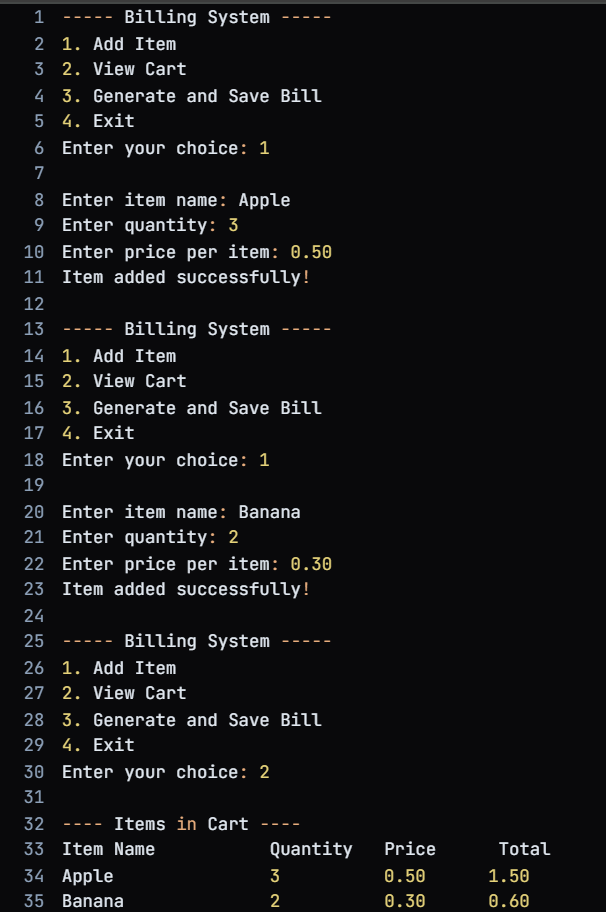 1 ----- Billing System -----
2 1. Add Item
3 2. View Cart
4 3. Generate and Save Bill
5 4. Exit
6 Enter your choice: 1
7
8 Enter item name: Apple
9 Enter quantity: 3
10 Enter price per item: 0.50
11 Item added successfully!
12
13 ----- Billing System -----
14 1. Add Item
15 2. View Cart
16 3. Generate and Save Bill
17 4. Exit
18 Enter your choice: 1
19
20 Enter item name: Banana
21 Enter quantity: 2
22 Enter price per item: 0.30
23 Item added successfully!
24
25 ----- Billing System -----
26 1. Add Item
27 2. View Cart
28 3. Generate and Save Bill
29 4. Exit
30 Enter your choice: 2
31
32 ---- Items in Cart ----
33 Item Name           Quantity   Price      Total
34 Apple               3          0.50      1.50
35 Banana              2          0.30      0.60